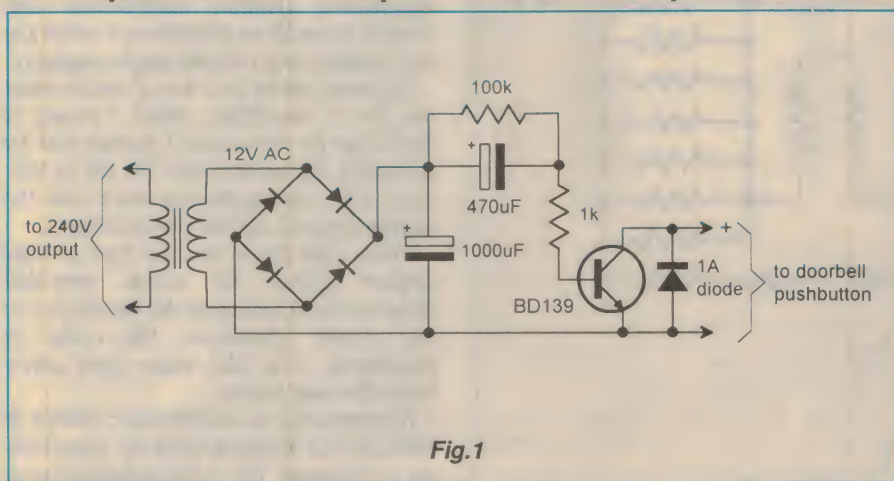 100k
12V AC
+
470uF
to 240V
output
+
1000uF
1k
+
1A
diode
to doorbell
pushbutton
BD139
Fig.1